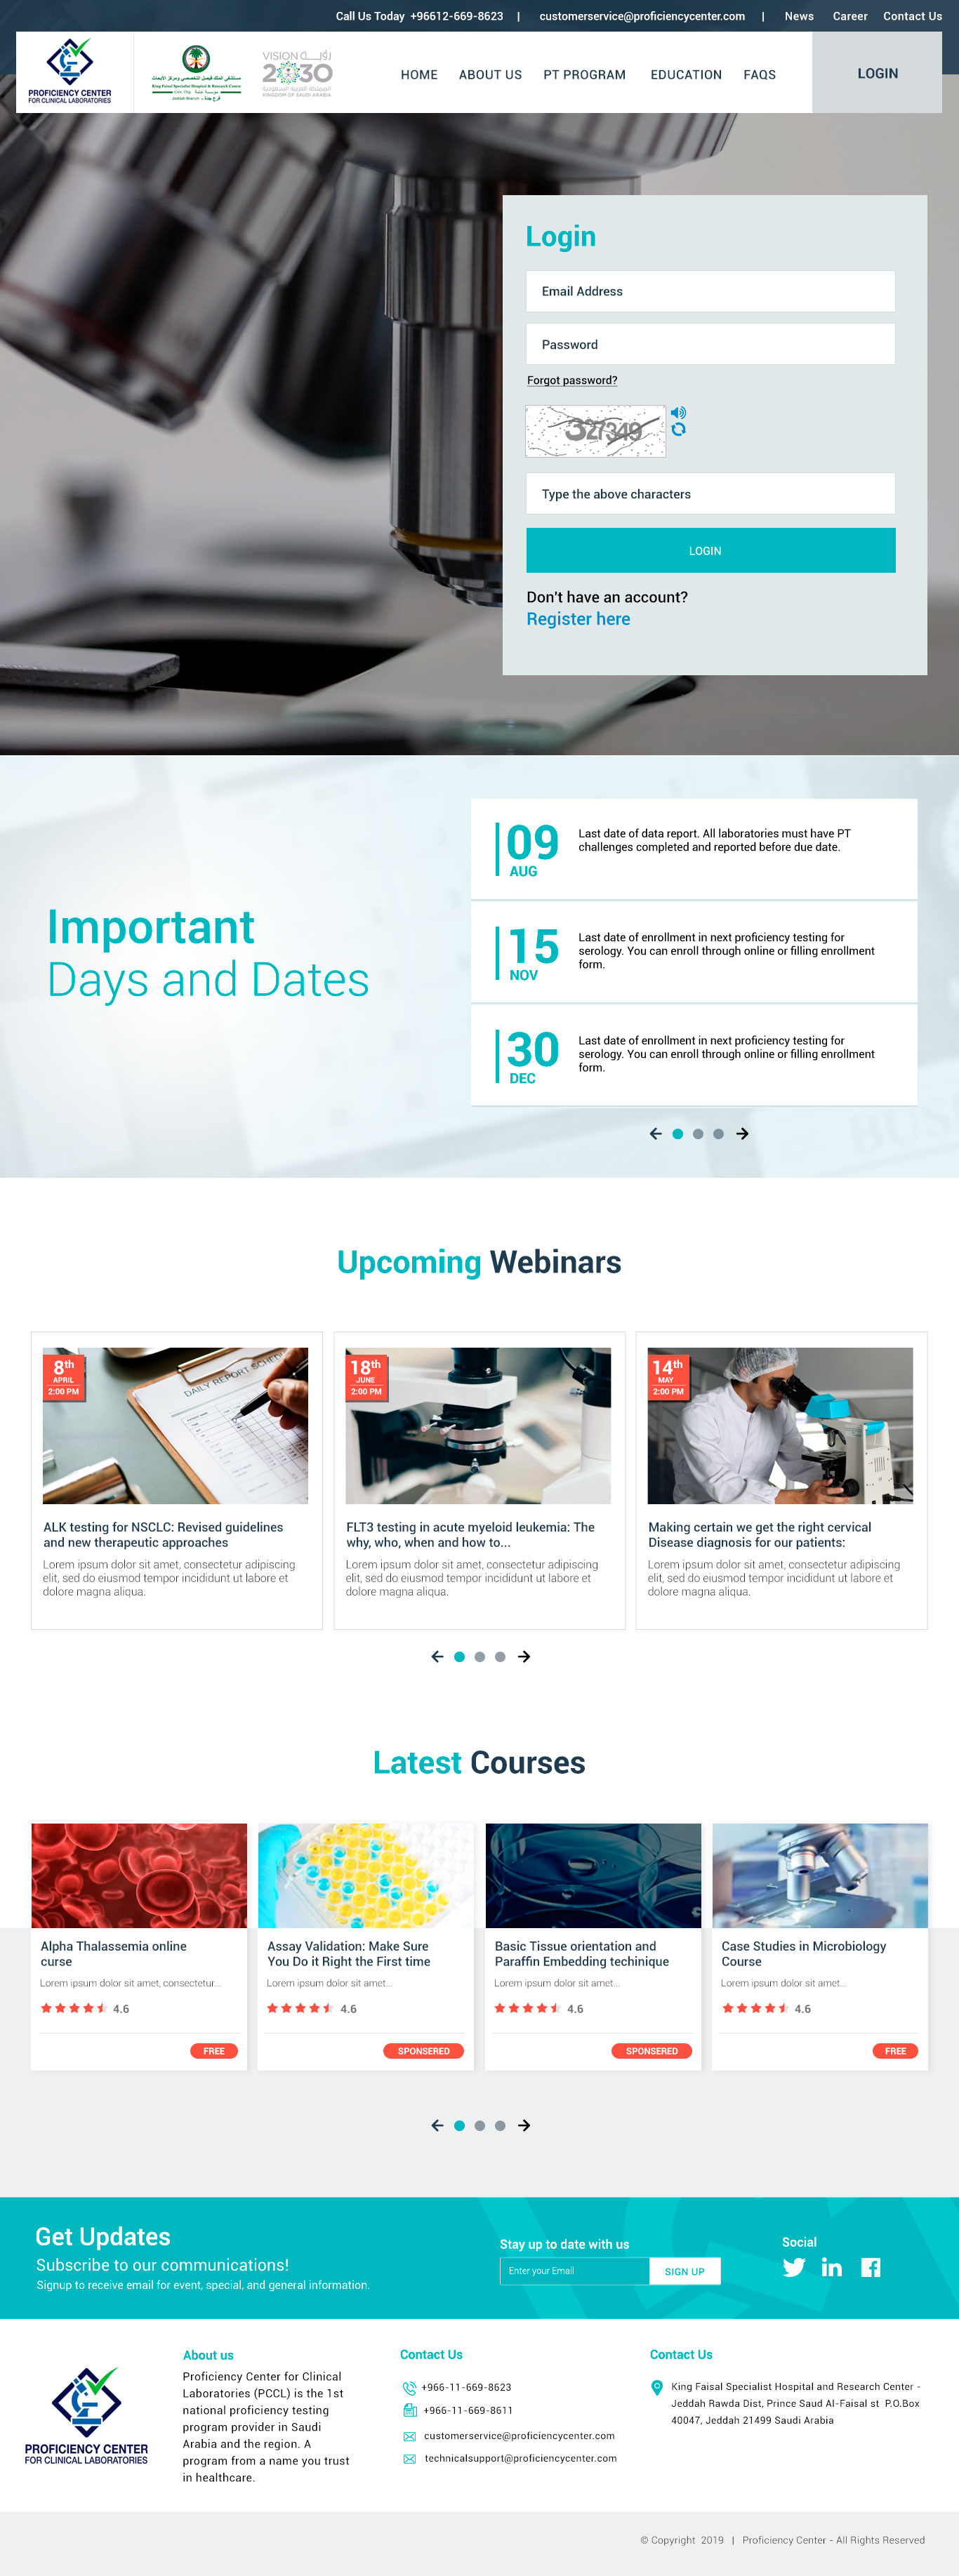 Call Us Today +96612-669-8623 | customerservice@proficiencycenter.com | News Career Contact Us
PROFICIENCY CENTER
FOR CLINICAL LABORATORIES
مستشفى الملك فيصل التخصصي ومركز الأبحاث
King Faisal Specialist Hospital & Research Centre
Gen. Org. مؤسسة عامة
Jeddah Branch - فرع جدة
VISION رؤيــة
2030
المملكة العربية السعودية
KINGDOM OF SAUDI ARABIA
HOME ABOUT US PT PROGRAM EDUCATION FAQS
LOGIN
Login
Email Address
Password
Forgot password?
327349
Type the above characters
LOGIN
Don't have an account?
Register here
Important
Days and Dates
09
AUG
Last date of data report. All laboratories must have PT
challenges completed and reported before due date.
15
NOV
Last date of enrollment in next proficiency testing for
serology. You can enroll through online or filling enrollment
form.
30
DEC
Last date of enrollment in next proficiency testing for
serology. You can enroll through online or filling enrollment
form.
Upcoming Webinars
8th
APRIL
2:00 PM
DAILY REPORT SCHEDU
ALK testing for NSCLC: Revised guidelines
and new therapeutic approaches
Lorem ipsum dolor sit amet, consectetur adipiscing
elit, sed do eiusmod tempor incididunt ut labore et
dolore magna aliqua.
18th
JUNE
2:00 PM
FLT3 testing in acute myeloid leukemia: The
why, who, when and how to...
Lorem ipsum dolor sit amet, consectetur adipiscing
elit, sed do eiusmod tempor incididunt ut labore et
dolore magna aliqua.
14th
MAY
2:00 PM
Making certain we get the right cervical
Disease diagnosis for our patients:
Lorem ipsum dolor sit amet, consectetur adipiscing
elit, sed do eiusmod tempor incididunt ut labore et
dolore magna aliqua.
Latest Courses
Alpha Thalassemia online
curse
Lorem ipsum dolor sit amet, consectetur...
4.6
FREE
Assay Validation: Make Sure
You Do it Right the First time
Lorem ipsum dolor sit amet...
4.6
SPONSERED
Basic Tissue orientation and
Paraffin Embedding techinique
Lorem ipsum dolor sit amet...
4.6
SPONSERED
Case Studies in Microbiology
Course
Lorem ipsum dolor sit amet...
4.6
FREE
Get Updates
Subscribe to our communications!
Signup to receive email for event, special, and general information.
Stay up to date with us
Enter your Email
SIGN UP
Social
PROFICIENCY CENTER
FOR CLINICAL LABORATORIES
About us
Proficiency Center for Clinical
Laboratories (PCCL) is the 1st
national proficiency testing
program provider in Saudi
Arabia and the region. A
program from a name you trust
in healthcare.
Contact Us
+966-11-669-8623
+966-11-669-8611
customerservice@proficiencycenter.com
technicalsupport@proficiencycenter.com
Contact Us
King Faisal Specialist Hospital and Research Center -
Jeddah Rawda Dist, Prince Saud Al-Faisal st P.O.Box
40047, Jeddah 21499 Saudi Arabia
© Copyright 2019 | Proficiency Center - All Rights Reserved